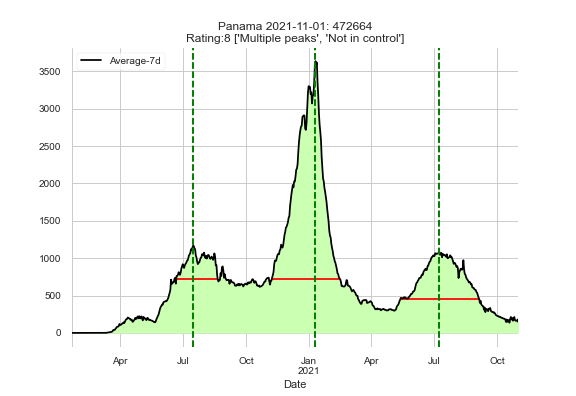 Panama 2021-11-01: 472664
Rating:8 ['Multiple peaks', 'Not in control']
Average-7d
3500
3000
2500
2000
1500
1000
500
0
Apr Jul Oct Jan Apr Jul Oct
2021
Date